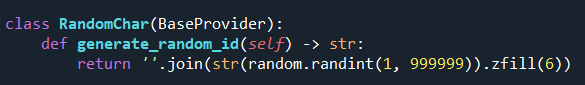 class RandomChar(BaseProvider):
    def generate_random_id(self) -> str:
        return ''.join(str(random.randint(1, 999999)).zfill(6))